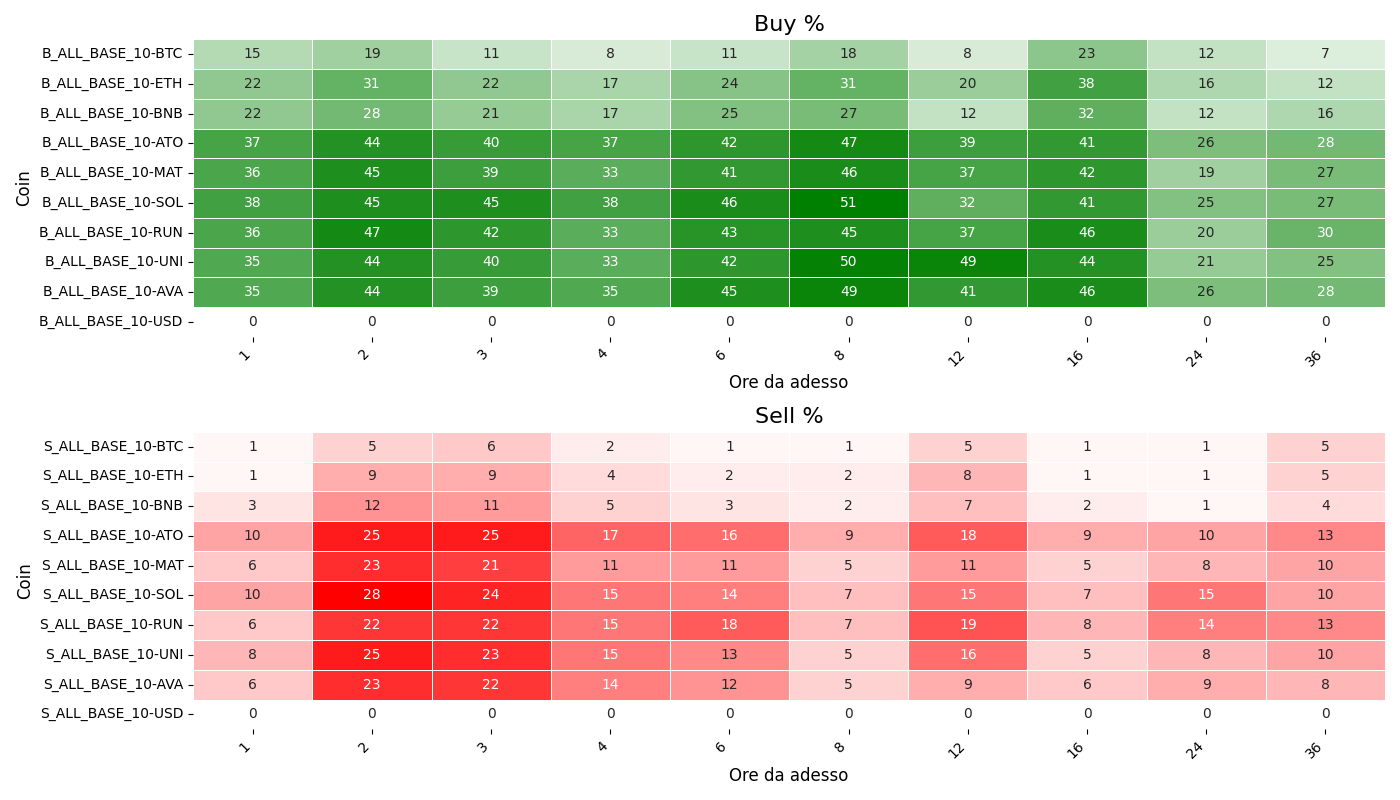 Buy %
Coin
B_ALL_BASE_10-BTC 15 19 11 8 11 18 8 23 12 7
B_ALL_BASE_10-ETH 22 31 22 17 24 31 20 38 16 12
B_ALL_BASE_10-BNB 22 28 21 17 25 27 12 32 12 16
B_ALL_BASE_10-ATO 37 44 40 37 42 47 39 41 26 28
B_ALL_BASE_10-MAT 36 45 39 33 41 46 37 42 19 27
B_ALL_BASE_10-SOL 38 45 45 38 46 51 32 41 25 27
B_ALL_BASE_10-RUN 36 47 42 33 43 45 37 46 20 30
B_ALL_BASE_10-UNI 35 44 40 33 42 50 49 44 21 25
B_ALL_BASE_10-AVA 35 44 39 35 45 49 41 46 26 28
B_ALL_BASE_10-USD 0 0 0 0 0 0 0 0 0 0
1 2 3 4 6 8 12 16 24 36
Ore da adesso
Sell %
Coin
S_ALL_BASE_10-BTC 1 5 6 2 1 1 5 1 1 5
S_ALL_BASE_10-ETH 1 9 9 4 2 2 8 1 1 5
S_ALL_BASE_10-BNB 3 12 11 5 3 2 7 2 1 4
S_ALL_BASE_10-ATO 10 25 25 17 16 9 18 9 10 13
S_ALL_BASE_10-MAT 6 23 21 11 11 5 11 5 8 10
S_ALL_BASE_10-SOL 10 28 24 15 14 7 15 7 15 10
S_ALL_BASE_10-RUN 6 22 22 15 18 7 19 8 14 13
S_ALL_BASE_10-UNI 8 25 23 15 13 5 16 5 8 10
S_ALL_BASE_10-AVA 6 23 22 14 12 5 9 6 9 8
S_ALL_BASE_10-USD 0 0 0 0 0 0 0 0 0 0
1 2 3 4 6 8 12 16 24 36
Ore da adesso